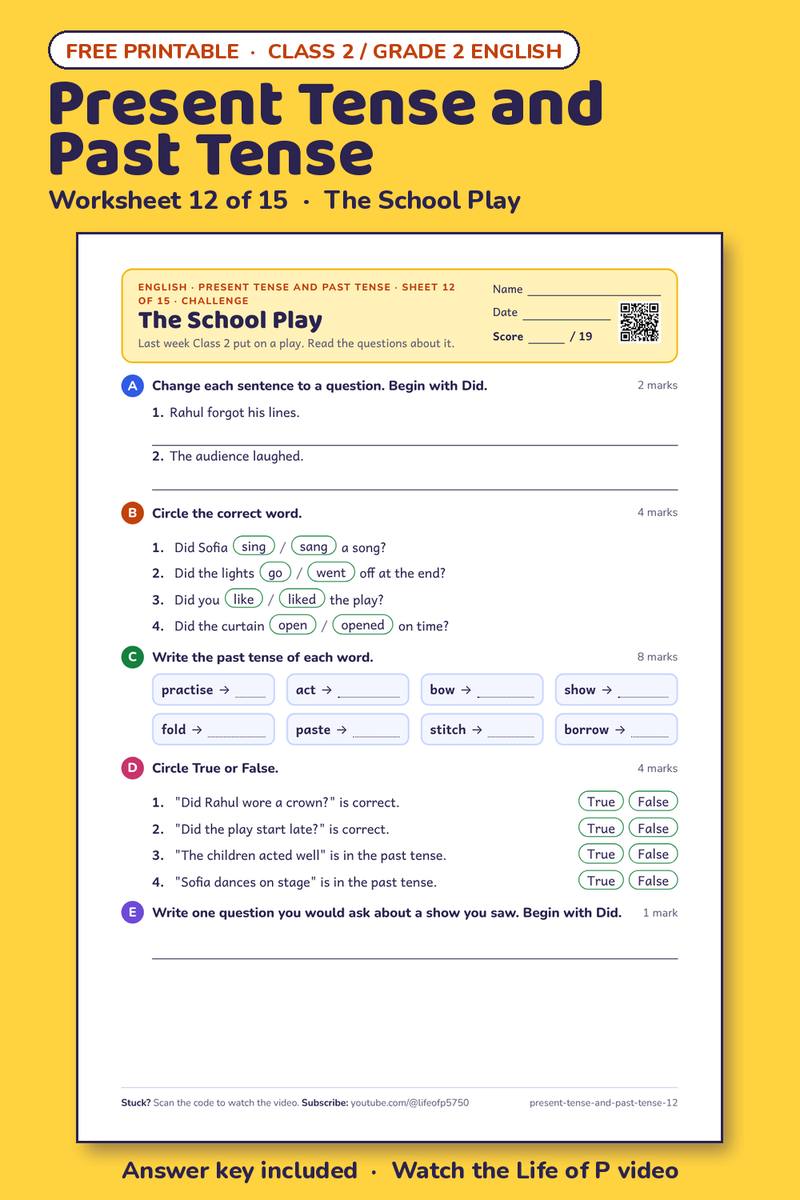 FREE PRINTABLE · CLASS 2 / GRADE 2 ENGLISH
Present Tense and
Past Tense
Worksheet 12 of 15 · The School Play
ENGLISH · PRESENT TENSE AND PAST TENSE · SHEET 12
OF 15 · CHALLENGE
The School Play
Last week Class 2 put on a play. Read the questions about it.
Name
Date
Score / 19
A Change each sentence to a question. Begin with Did. 2 marks
1. Rahul forgot his lines.
2. The audience laughed.
B Circle the correct word. 4 marks
1. Did Sofia sing / sang a song?
2. Did the lights go / went off at the end?
3. Did you like / liked the play?
4. Did the curtain open / opened on time?
C Write the past tense of each word. 8 marks
practise → act → bow → show →
fold → paste → stitch → borrow →
D Circle True or False. 4 marks
1. "Did Rahul wore a crown?" is correct. True False
2. "Did the play start late?" is correct. True False
3. "The children acted well" is in the past tense. True False
4. "Sofia dances on stage" is in the past tense. True False
E Write one question you would ask about a show you saw. Begin with Did. 1 mark
Stuck? Scan the code to watch the video. Subscribe: youtube.com/@lifeofp5750 present-tense-and-past-tense-12
Answer key included · Watch the Life of P video